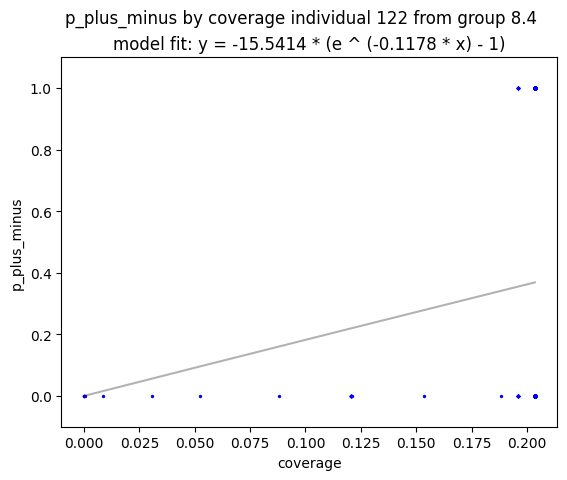 p_plus_minus by coverage individual 122 from group 8.4
model fit: y = -15.5414 * (e ^ (-0.1178 * x) - 1)
1.0
0.8
0.6
0.4
0.2
0.0
p_plus_minus
0.000 0.025 0.050 0.075 0.100 0.125 0.150 0.175 0.200
coverage